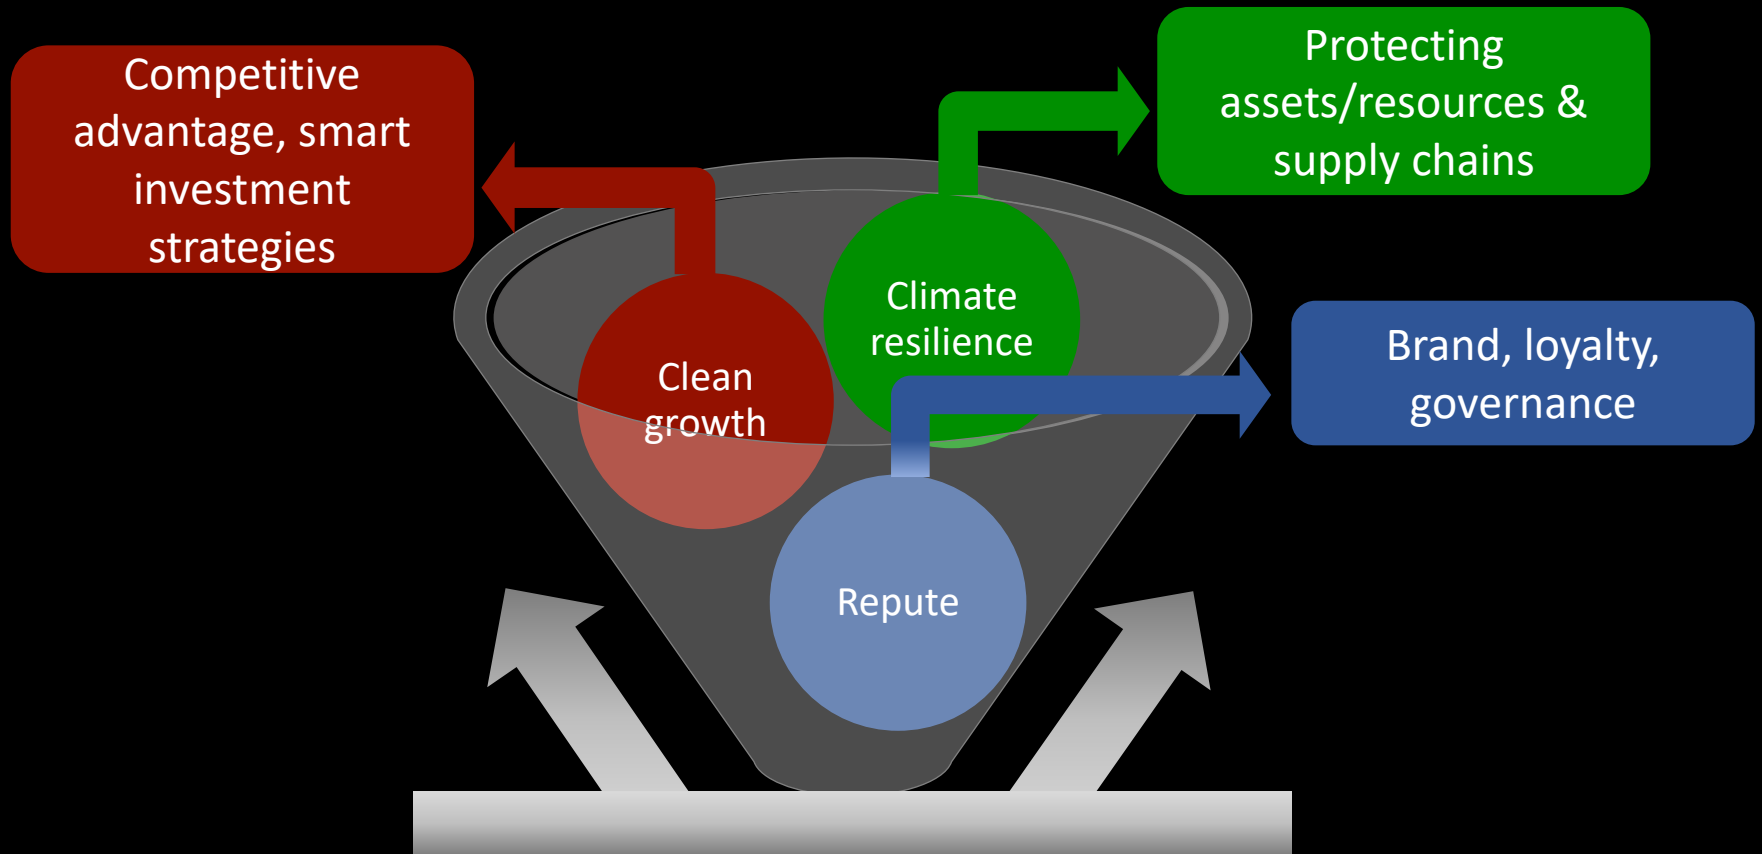 Competitive
advantage, smart
investment
strategies
Protecting
assets/resources &
supply chains
Climate
resilience
Clean
growth
Brand, loyalty,
governance
Repute